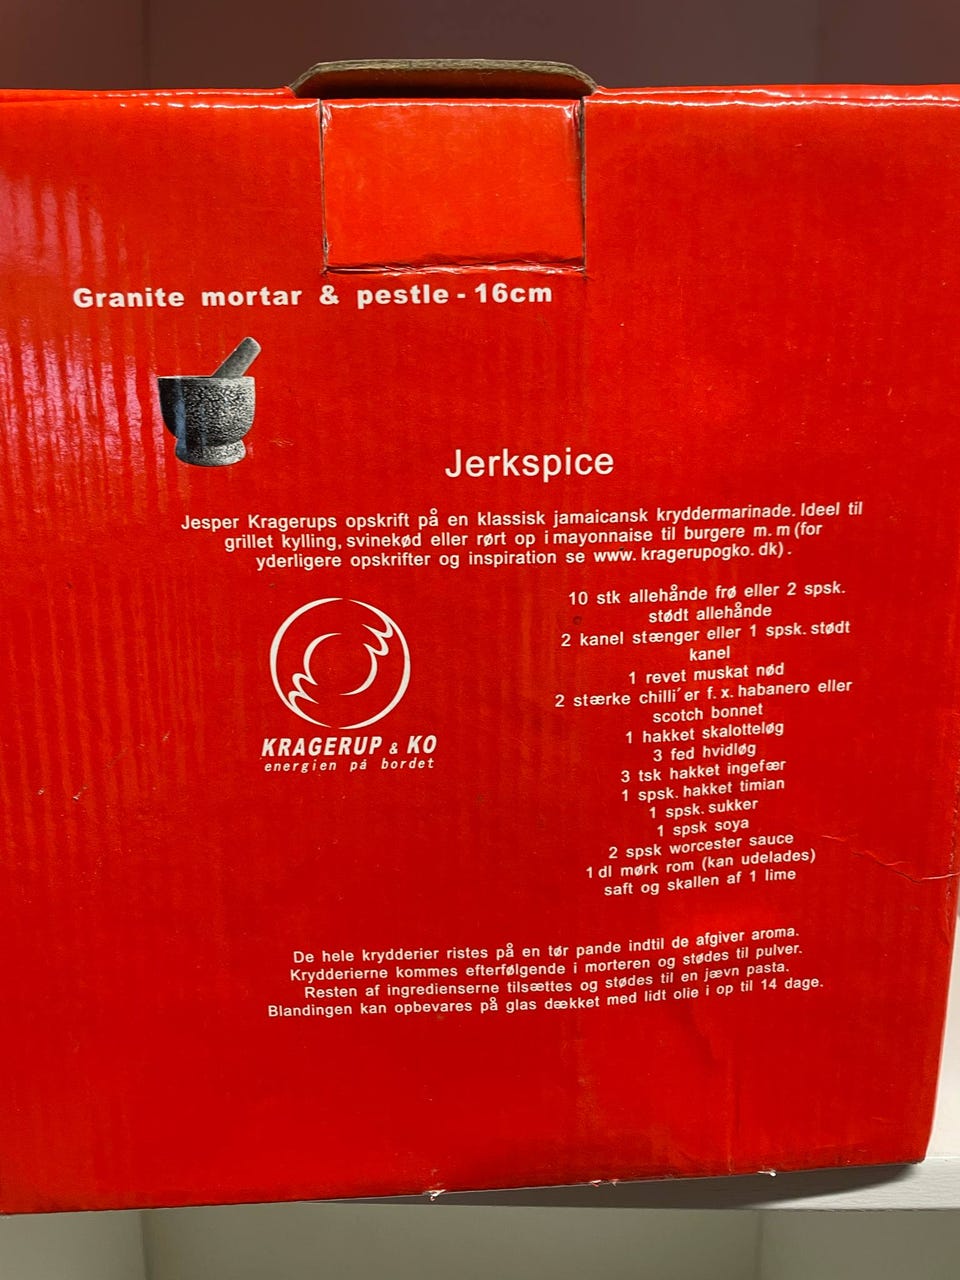 Granite mortar & pestle - 16cm
Jerkspice
Jesper Kragerups opskrift på en klassisk jamaicansk kryddermarinade. Ideel til
grillet kylling, svinekød eller rørt op i mayonnaise til burgere m. m (for
yderligere opskrifter og inspiration se www. kragerupogko. dk) .
10 stk allehånde frø eller 2 spsk.
stødt allehånde
2 kanel stænger eller 1 spsk. stødt
kanel
1 revet muskat nød
2 stærke chilli´er f. x. habanero eller
scotch bonnet
1 hakket skalotteløg
3 fed hvidløg
3 tsk hakket ingefær
1 spsk. hakket timian
1 spsk. sukker
1 spsk soya
2 spsk worcester sauce
1 dl mørk rom (kan udelades)
saft og skallen af 1 lime
KRAGERUP & KO
energien på bordet
De hele krydderier ristes på en tør pande indtil de afgiver aroma.
Krydderierne kommes efterfølgende i morteren og stødes til pulver.
Resten af ingredienserne tilsættes og stødes til en jævn pasta.
Blandingen kan opbevares på glas dækket med lidt olie i op til 14 dage.